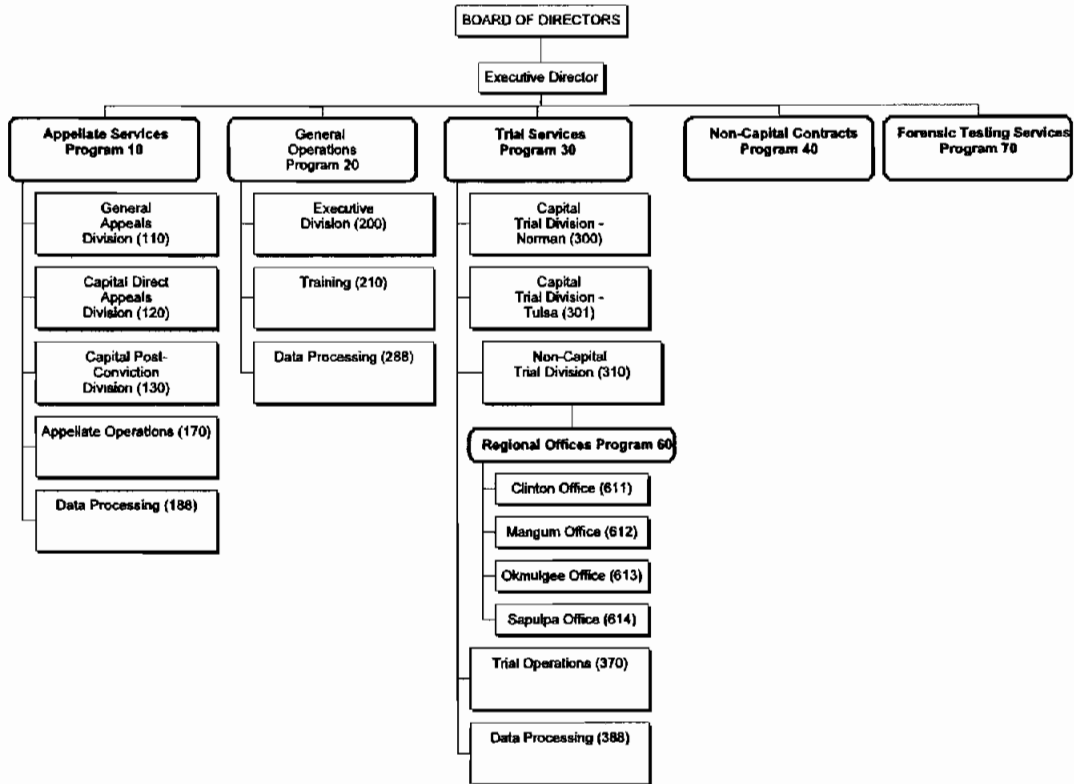 BOARD OF DIRECTORS
Executive Director
Appellate Services
Program 10
General
Appeals
Division (110)
Capital Direct
Appeals
Division (120)
Capital Post-
Conviction
Division (130)
Appellate Operations (170)
Data Processing (188)
General
Operations
Program 20
Executive
Division (200)
Training (210)
Data Processing (288)
Trial Services
Program 30
Capital
Trial Division -
Norman (300)
Capital
Trial Division -
Tulsa (301)
Non-Capital
Trial Division (310)
Regional Offices Program 60
Clinton Office (611)
Mangum Office (612)
Okmulgee Office (613)
Sapulpa Office (614)
Trial Operations (370)
Data Processing (388)
Non-Capital Contracts
Program 40
Forensic Testing Services
Program 70